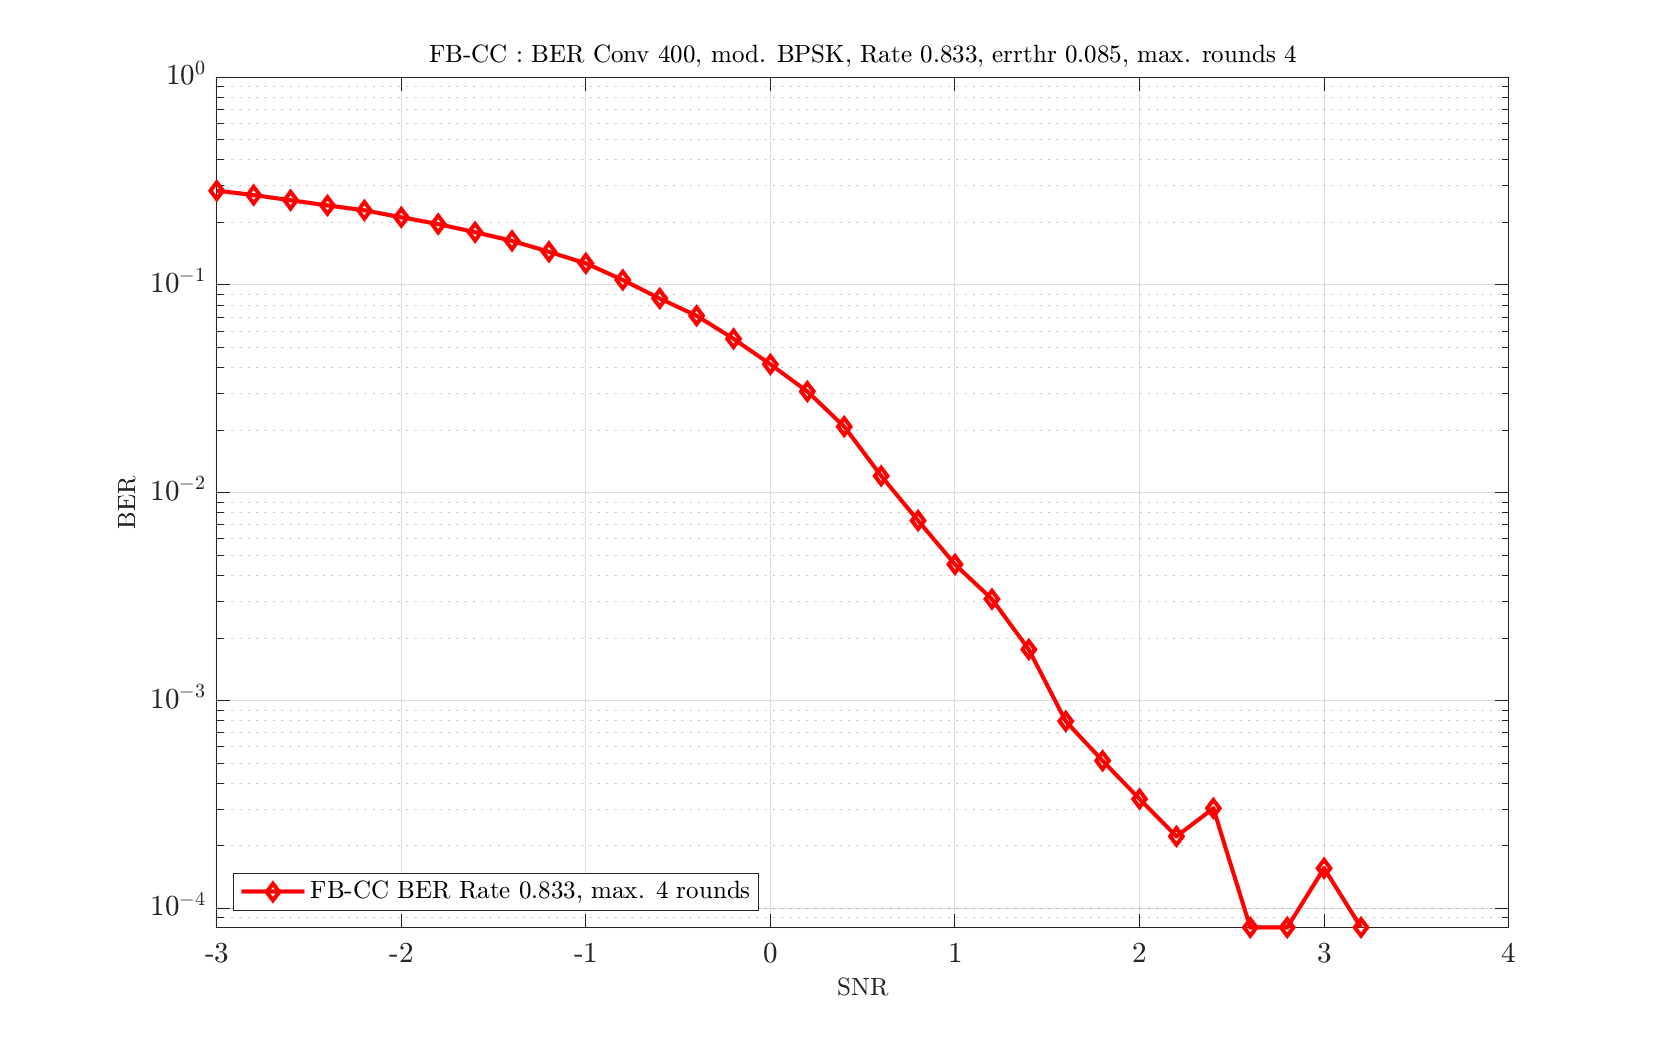 FB-CC : BER Conv 400, mod. BPSK, Rate 0.833, errthr 0.085, max. rounds 4
10^0
10^{-1}
10^{-2}
10^{-3}
10^{-4}
BER
FB-CC BER Rate 0.833, max. 4 rounds
-3 -2 -1 0 1 2 3 4
SNR